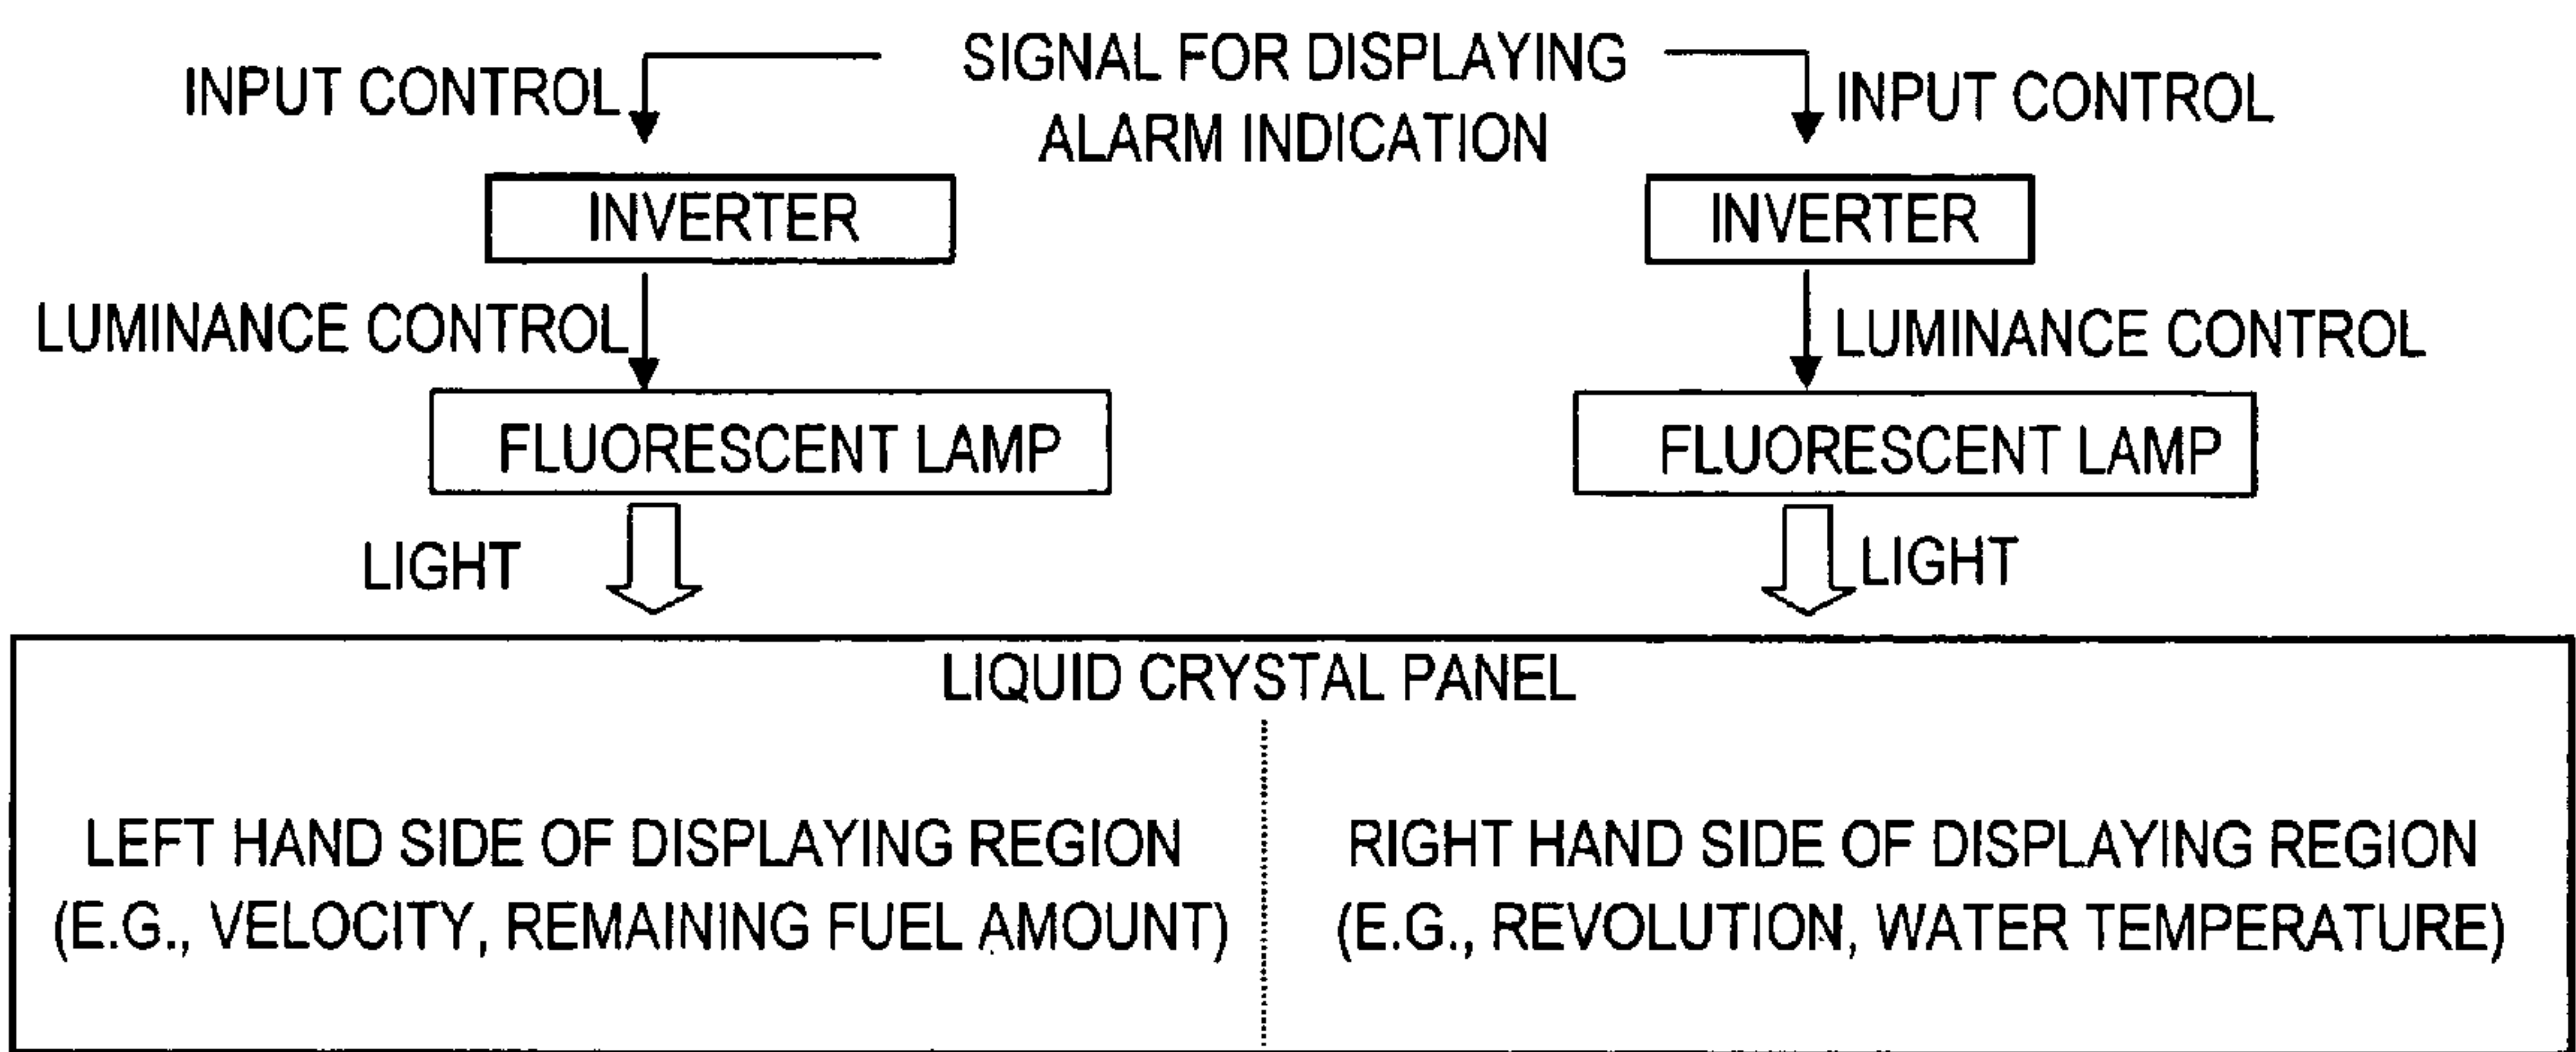 SIGNAL FOR DISPLAYING
ALARM INDICATION
INPUT CONTROL
INPUT CONTROL
INVERTER
INVERTER
LUMINANCE CONTROL
LUMINANCE CONTROL
FLUORESCENT LAMP
FLUORESCENT LAMP
LIGHT
LIGHT
LIQUID CRYSTAL PANEL
LEFT HAND SIDE OF DISPLAYING REGION
(E.G., VELOCITY, REMAINING FUEL AMOUNT)
RIGHT HAND SIDE OF DISPLAYING REGION
(E.G., REVOLUTION, WATER TEMPERATURE)